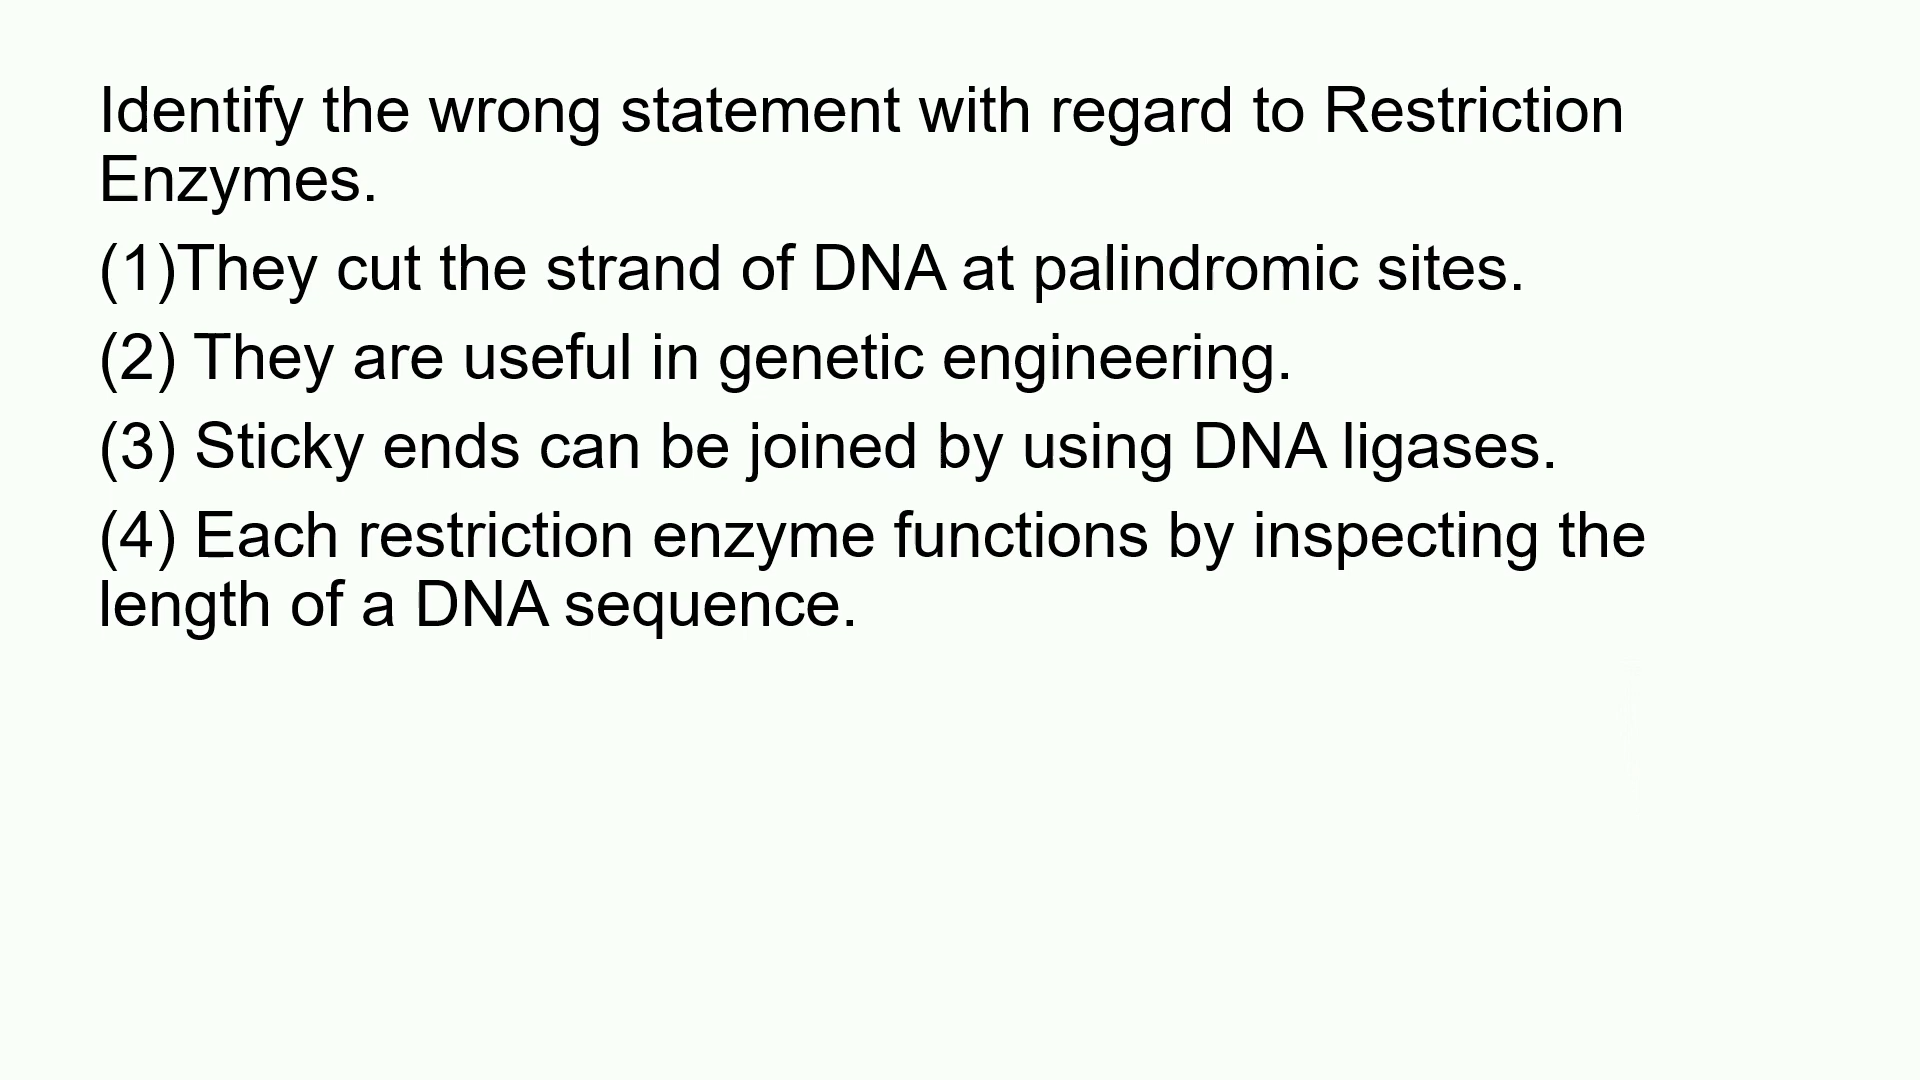 Identify the wrong statement with regard to Restriction
Enzymes.
(1)They cut the strand of DNA at palindromic sites.
(2) They are useful in genetic engineering.
(3) Sticky ends can be joined by using DNA ligases.
(4) Each restriction enzyme functions by inspecting the
length of a DNA sequence.